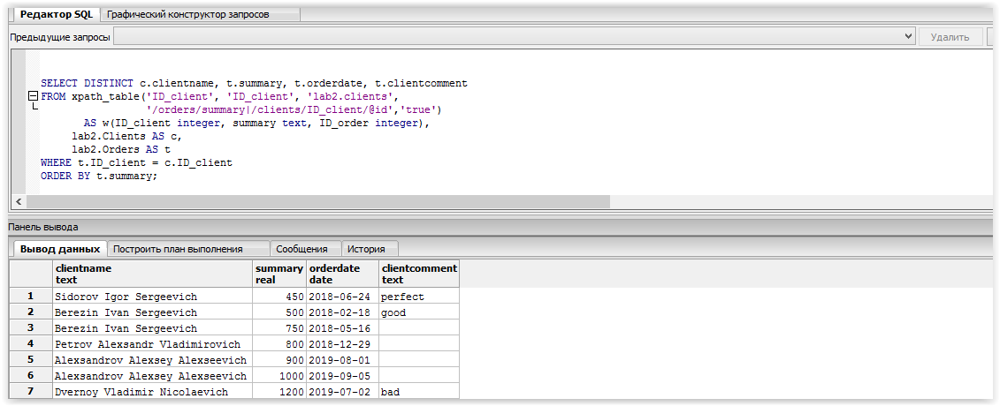 Редактор SQL Графический конструктор запросов
Предыдущие запросы Удалить
SELECT DISTINCT c.clientname, t.summary, t.orderdate, t.clientcomment
FROM xpath_table('ID_client', 'ID_client', 'lab2.clients',
'/orders/summary|/clients/ID_client/@id','true')
AS w(ID_client integer, summary text, ID_order integer),
lab2.Clients AS c,
lab2.Orders AS t
WHERE t.ID_client = c.ID_client
ORDER BY t.summary;
Панель вывода
Вывод данных Построить план выполнения Сообщения История
clientname summary orderdate clientcomment
text real date text
1 Sidorov Igor Sergeevich 450 2018-06-24 perfect
2 Berezin Ivan Sergeevich 500 2018-02-18 good
3 Berezin Ivan Sergeevich 750 2018-05-16
4 Petrov Alexsandr Vladimirovich 800 2018-12-29
5 Alexsandrov Alexsey Alexseevich 900 2019-08-01
6 Alexsandrov Alexsey Alexseevich 1000 2019-09-05
7 Dvernoy Vladimir Nicolaevich 1200 2019-07-02 bad